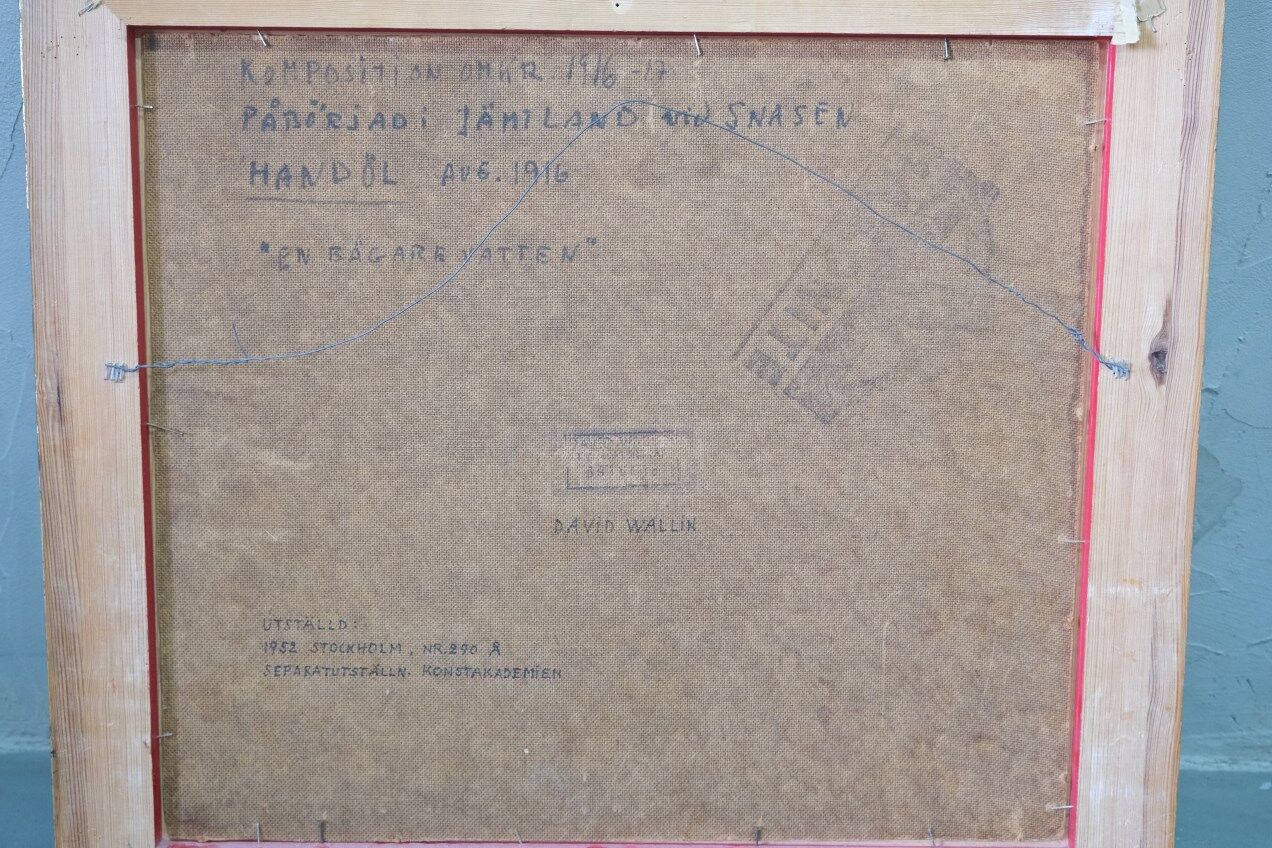 KOMPOSITION OMKR 1916-17
PÅBÖRJAD i JÄMTLAND vid SNASEN
HANDÖL AUG. 1916
"EN BÄGARE VATTEN"
DAVID WALLIN
UTSTÄLLD:
1952 STOCKHOLM, NR.290 Å
SEPARATUTSTÄLLN. KONSTAKADEMIEN